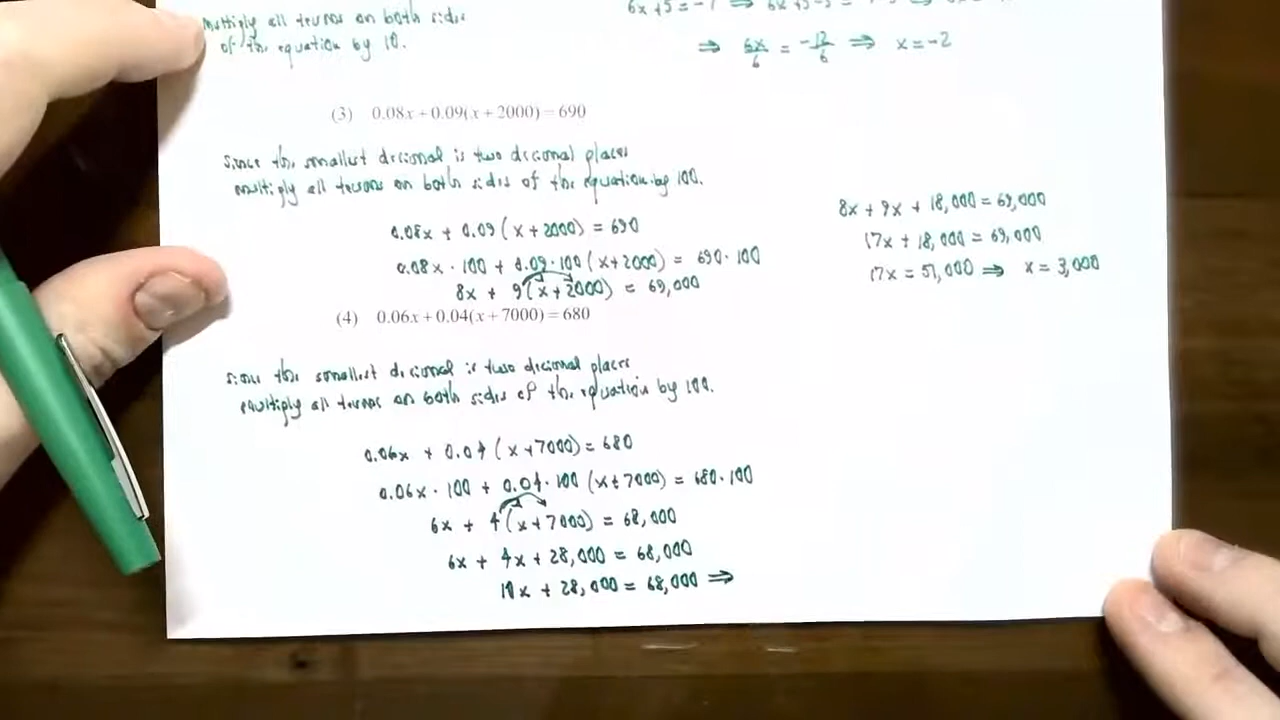 multiply all terms on both sides
of the equation by 10.
6x + 5 = -7 ⇒
⇒ 6x/6 = -12/6 ⇒ x = -2
(3) 0.08x + 0.09(x + 2000) = 690
Since the smallest decimal is two decimal places
multiply all terms on both sides of the equation by 100.
0.08x + 0.09 (x + 2000) = 690
0.08x · 100 + 0.09 · 100 (x + 2000) = 690 · 100
8x + 9 (x + 2000) = 69,000
8x + 9x + 18,000 = 69,000
17x + 18,000 = 69,000
17x = 51,000 ⇒ x = 3,000
(4) 0.06x + 0.04(x + 7000) = 680
Since the smallest decimal is two decimal places
multiply all terms on both sides of the equation by 100.
0.06x + 0.04 (x + 7000) = 680
0.06x · 100 + 0.04 · 100 (x + 7000) = 680 · 100
6x + 4 (x + 7000) = 68,000
6x + 4x + 28,000 = 68,000
10x + 28,000 = 68,000 ⇒